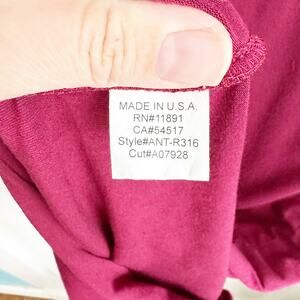 MADE IN U.S.A.
RN#11891
CA#54517
Style#ANT-R316
Cut#A07928